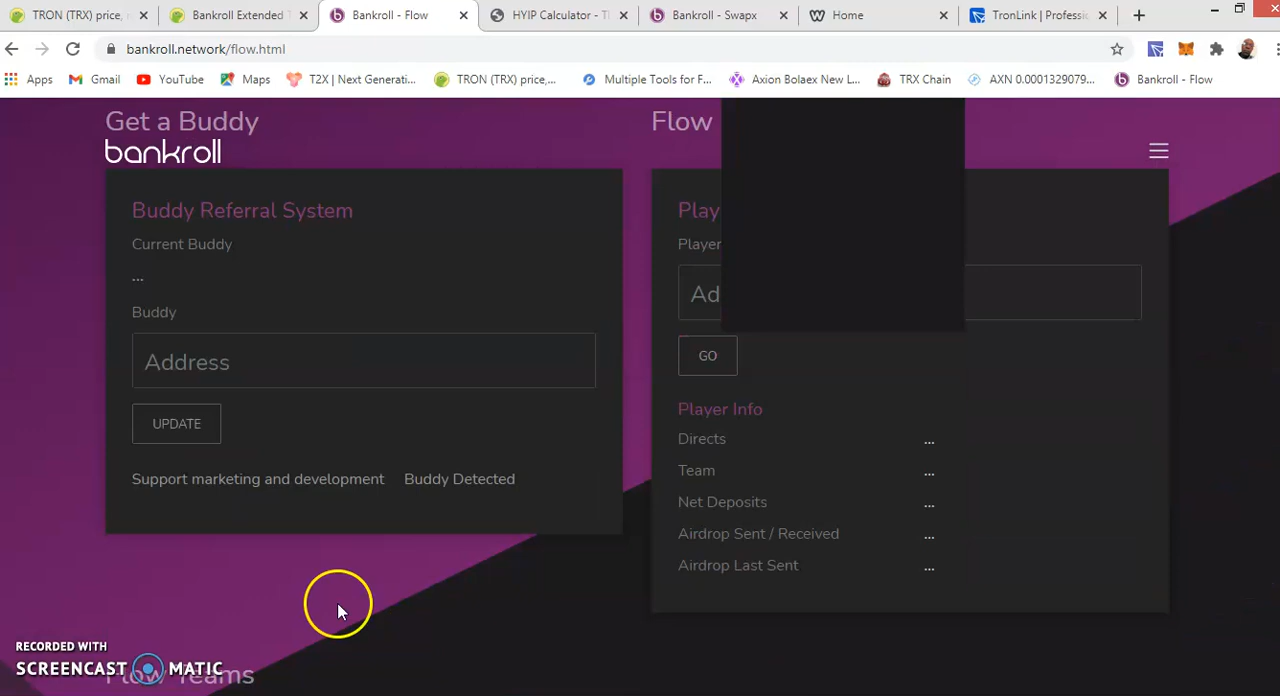 TRON (TRX) price,
Bankroll Extended T
Bankroll - Flow
HYIP Calculator - Th
Bankroll - Swapx
Home
TronLink | Professio
bankroll.network/flow.html
Apps
Gmail
YouTube
Maps
T2X | Next Generati...
TRON (TRX) price,...
Multiple Tools for F...
Axion Bolaex New L...
TRX Chain
AXN 0.0001329079...
Bankroll - Flow
Get a Buddy
bankroll
Buddy Referral System
Current Buddy
...
Buddy
Address
UPDATE
Support marketing and development Buddy Detected
Flow
Play
Player
Ad
GO
Player Info
Directs ...
Team ...
Net Deposits ...
Airdrop Sent / Received ...
Airdrop Last Sent ...
RECORDED WITH
SCREENCAST MATIC
Flow Teams